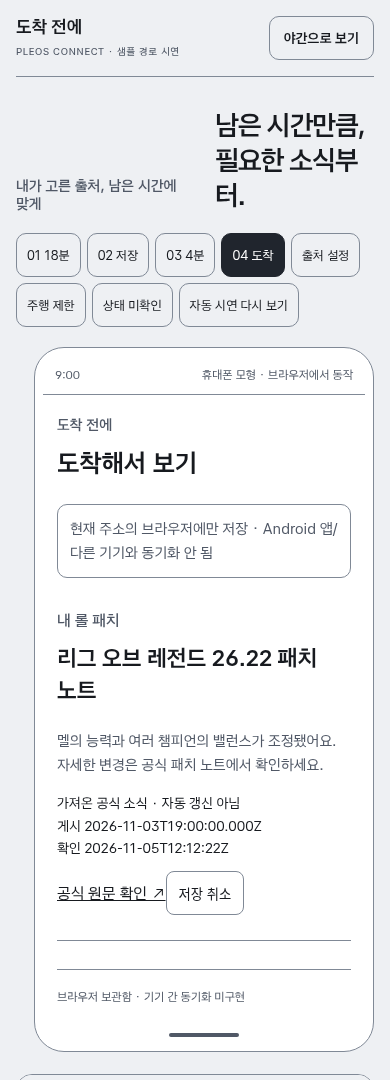 도착 전에
PLEOS CONNECT · 샘플 경로 시연
야간으로 보기
내가 고른 출처, 남은 시간에
맞게
남은 시간만큼,
필요한 소식부
터.
01 18분
02 저장
03 4분
04 도착
출처 설정
주행 제한
상태 미확인
자동 시연 다시 보기
9:00
휴대폰 모형 · 브라우저에서 동작
도착 전에
도착해서 보기
현재 주소의 브라우저에만 저장 · Android 앱/
다른 기기와 동기화 안 됨
내 롤 패치
리그 오브 레전드 26.22 패치
노트
멜의 능력과 여러 챔피언의 밸런스가 조정됐어요.
자세한 변경은 공식 패치 노트에서 확인하세요.
가져온 공식 소식 · 자동 갱신 아님
게시 2026-11-03T19:00:00.000Z
확인 2026-11-05T12:12:22Z
공식 원문 확인 ↗
저장 취소
브라우저 보관함 · 기기 간 동기화 미구현